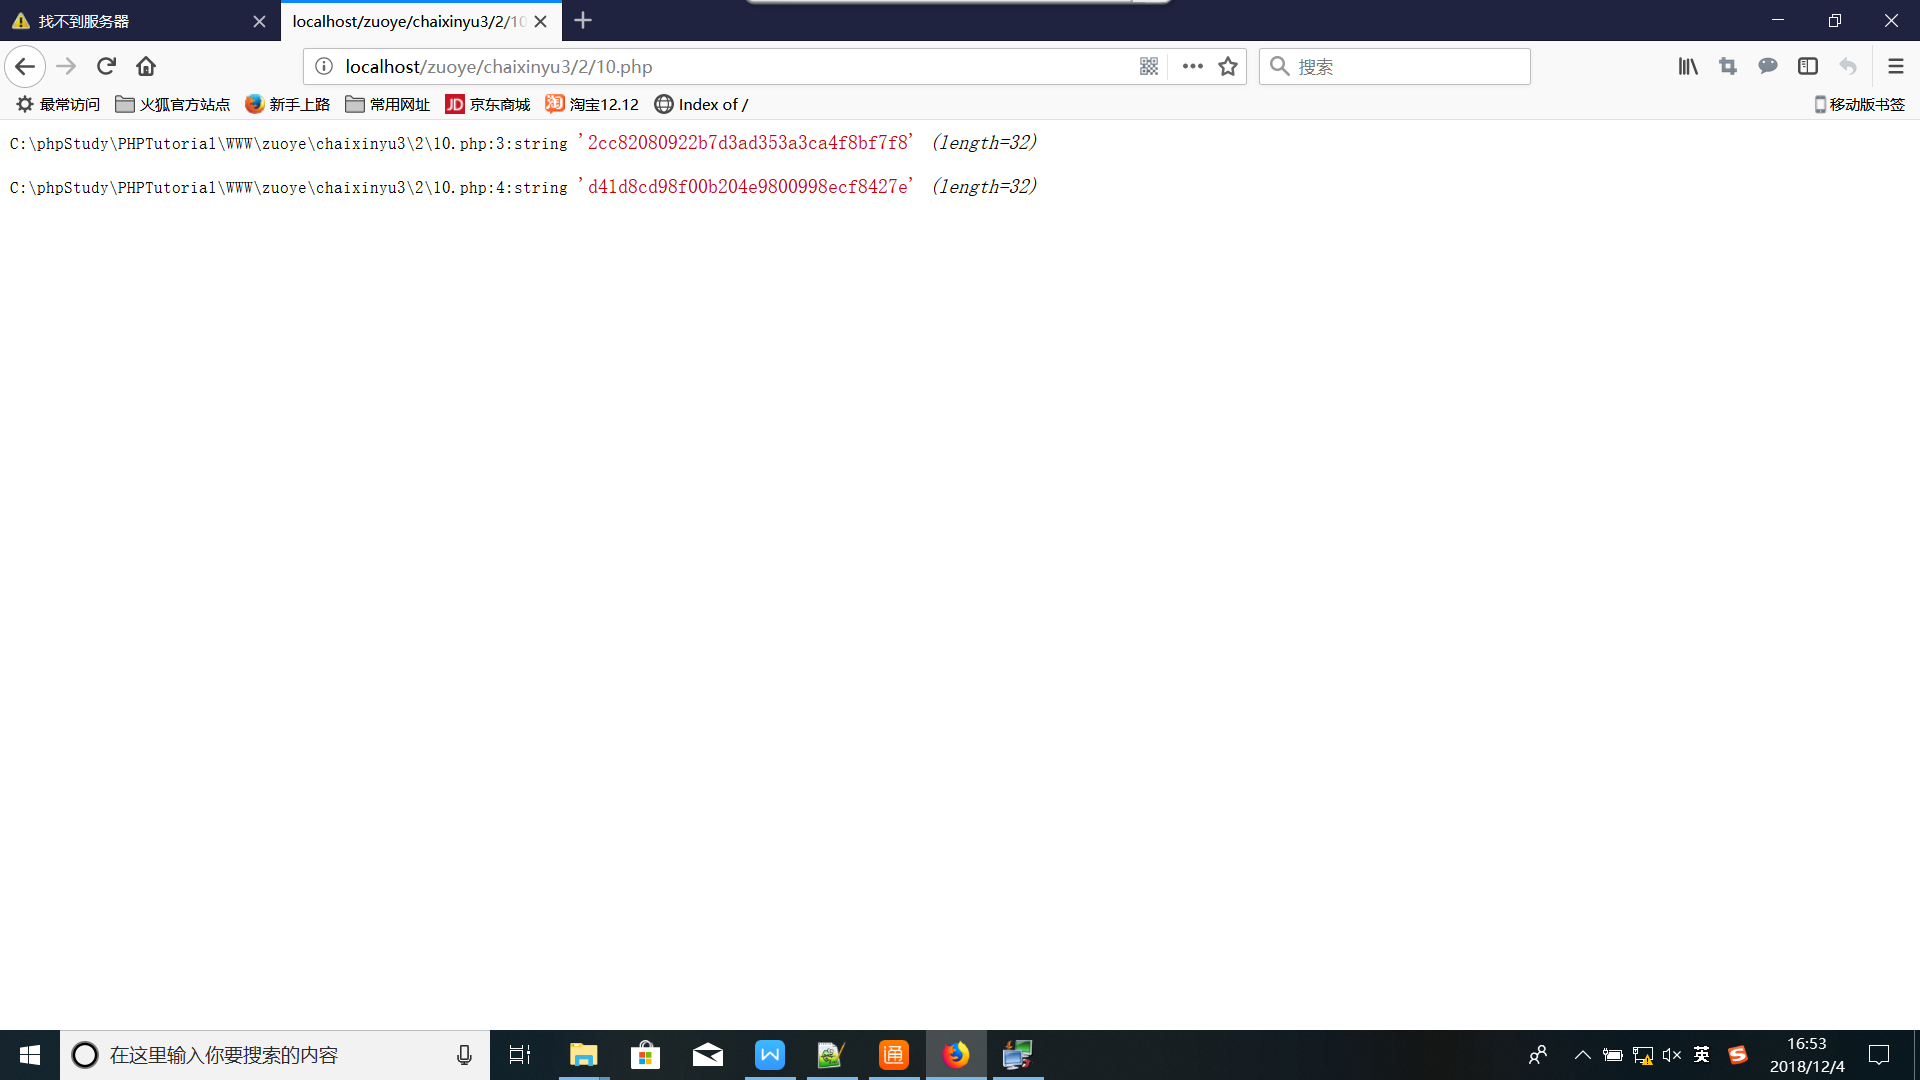 找不到服务器
localhost/zuoye/chaixinyu3/2/10
localhost/zuoye/chaixinyu3/2/10.php
搜索
最常访问 火狐官方站点 新手上路 常用网址 JD 京东商城 淘 淘宝12.12 Index of / 移动版书签
C:\phpStudy\PHPTutorial\WWW\zuoye\chaixinyu3\2\10.php:3:string '2cc82080922b7d3ad353a3ca4f8bf7f8' (length=32)
C:\phpStudy\PHPTutorial\WWW\zuoye\chaixinyu3\2\10.php:4:string 'd41d8cd98f00b204e9800998ecf8427e' (length=32)
在这里输入你要搜索的内容
通
英
16:53
2018/12/4